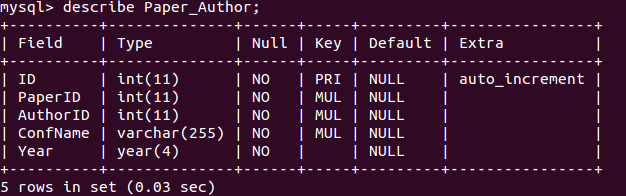 mysql> describe Paper_Author;
+----------+--------------+------+-----+---------+----------------+
| Field    | Type         | Null | Key | Default | Extra          |
+----------+--------------+------+-----+---------+----------------+
| ID       | int(11)      | NO   | PRI | NULL    | auto_increment |
| PaperID  | int(11)      | NO   | MUL | NULL    |                |
| AuthorID | int(11)      | NO   | MUL | NULL    |                |
| ConfName | varchar(255) | NO   | MUL | NULL    |                |
| Year     | year(4)      | NO   |     | NULL    |                |
+----------+--------------+------+-----+---------+----------------+
5 rows in set (0.03 sec)